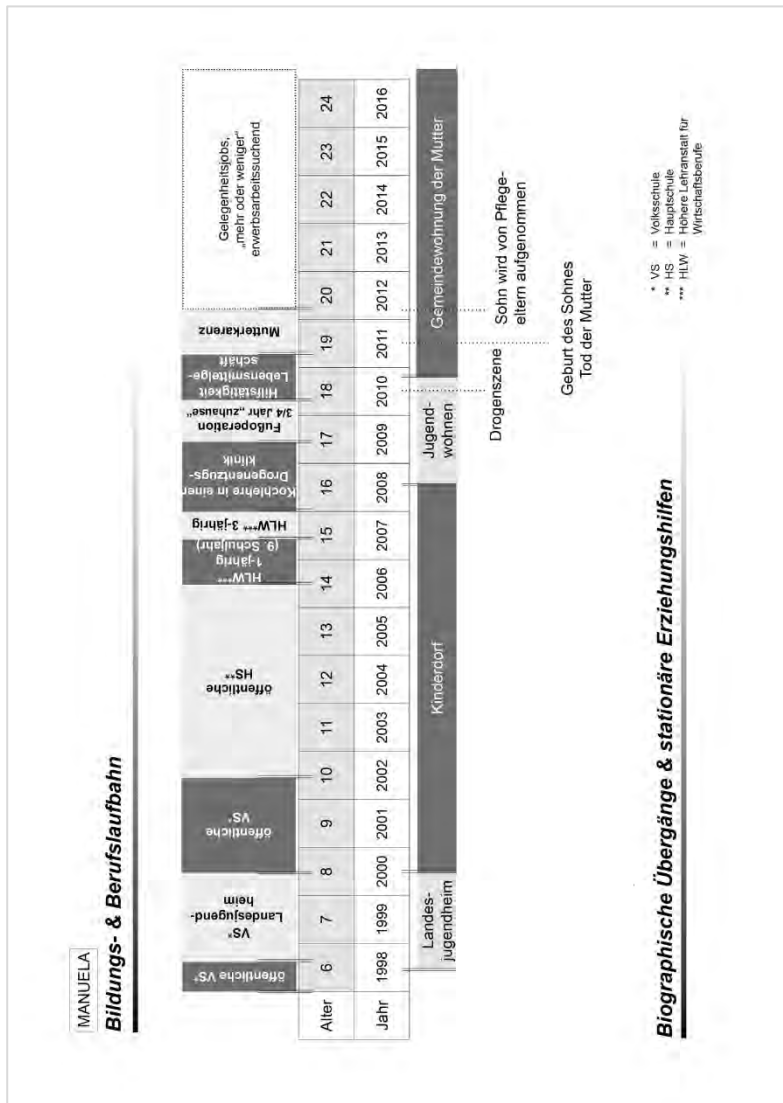 MANUELA
Bildungs- & Berufslaufbahn
öffentliche VS*
VS*
Landesjugend-
heim
öffentliche
VS*
öffentliche
HS**
HLW***
1-jährig
(9. Schuljahr)
HLW*** 3-jährig
Kochlehre in einer
Drogenentzugs-
klinik
Fußoperation
3/4 Jahr „zuhause“
Hilfstätigkeit
Lebensmittelge-
schäft
Mutterkarenz
Gelegenheitsjobs,
„mehr oder weniger“
erwerbsarbeitssuchend
Alter 6 7 8 9 10 11 12 13 14 15 16 17 18 19 20 21 22 23 24
Jahr 1998 1999 2000 2001 2002 2003 2004 2005 2006 2007 2008 2009 2010 2011 2012 2013 2014 2015 2016
Landes-
jugendheim
Kinderdorf
Jugend-
wohnen
Gemeindewohnung der Mutter
Drogenszene
Sohn wird von Pflege-
eltern aufgenommen
Geburt des Sohnes
Tod der Mutter
Biographische Übergänge & stationäre Erziehungshilfen
* VS = Volksschule
** HS = Hauptschule
*** HLW = Höhere Lehranstalt für
Wirtschaftsberufe